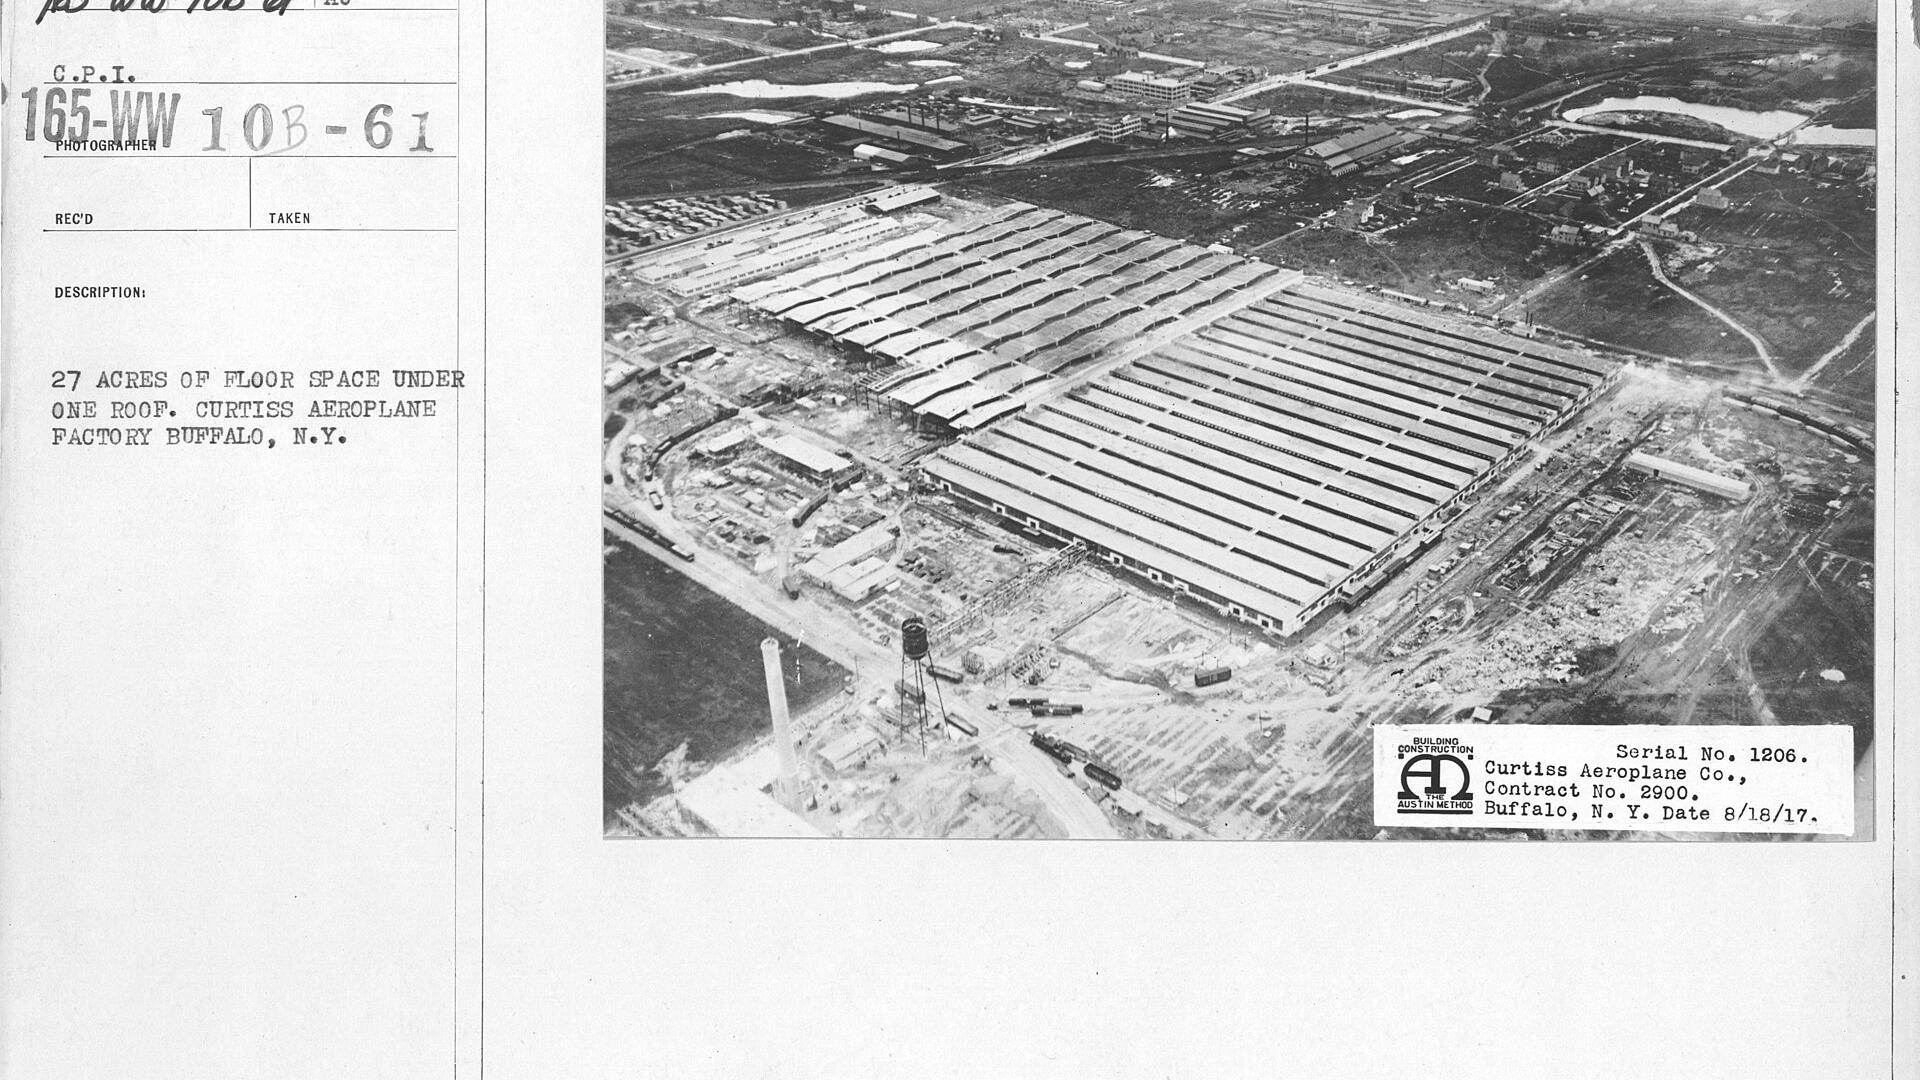 C.P.I.
165-WW 10B-61
PHOTOGRAPHER
REC'D
TAKEN
DESCRIPTION:
27 ACRES OF FLOOR SPACE UNDER
ONE ROOF. CURTISS AEROPLANE
FACTORY BUFFALO, N.Y.
BUILDING
CONSTRUCTION
THE
AUSTIN METHOD
Serial No. 1206.
Curtiss Aeroplane Co.,
Contract No. 2900.
Buffalo, N. Y. Date 8/18/17.